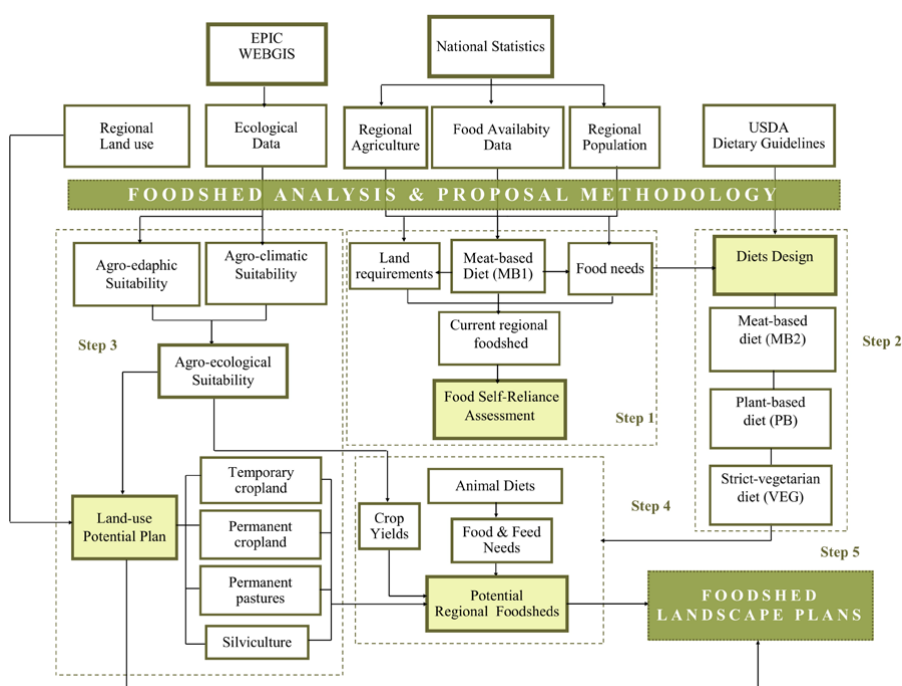 EPIC
WEBGIS
National Statistics
Regional
Land use
Ecological
Data
Regional
Agriculture
Food Availabity
Data
Regional
Population
USDA
Dietary Guidelines
FOODSHED ANALYSIS & PROPOSAL METHODOLOGY
Agro-edaphic
Suitability
Agro-climatic
Suitability
Land
requirements
Meat-based
Diet (MB1)
Food needs
Diets Design
Step 3
Agro-ecological
Suitability
Current regional
foodshed
Meat-based
diet (MB2)
Step 2
Food Self-Reliance
Assessment
Step 1
Plant-based
diet (PB)
Temporary
cropland
Animal Diets
Strict-vegetarian
diet (VEG)
Land-use
Potential Plan
Permanent
cropland
Crop
Yields
Food & Feed
Needs
Step 4
Step 5
Permanent
pastures
Potential
Regional Foodsheds
FOODSHED
LANDSCAPE PLANS
Silviculture